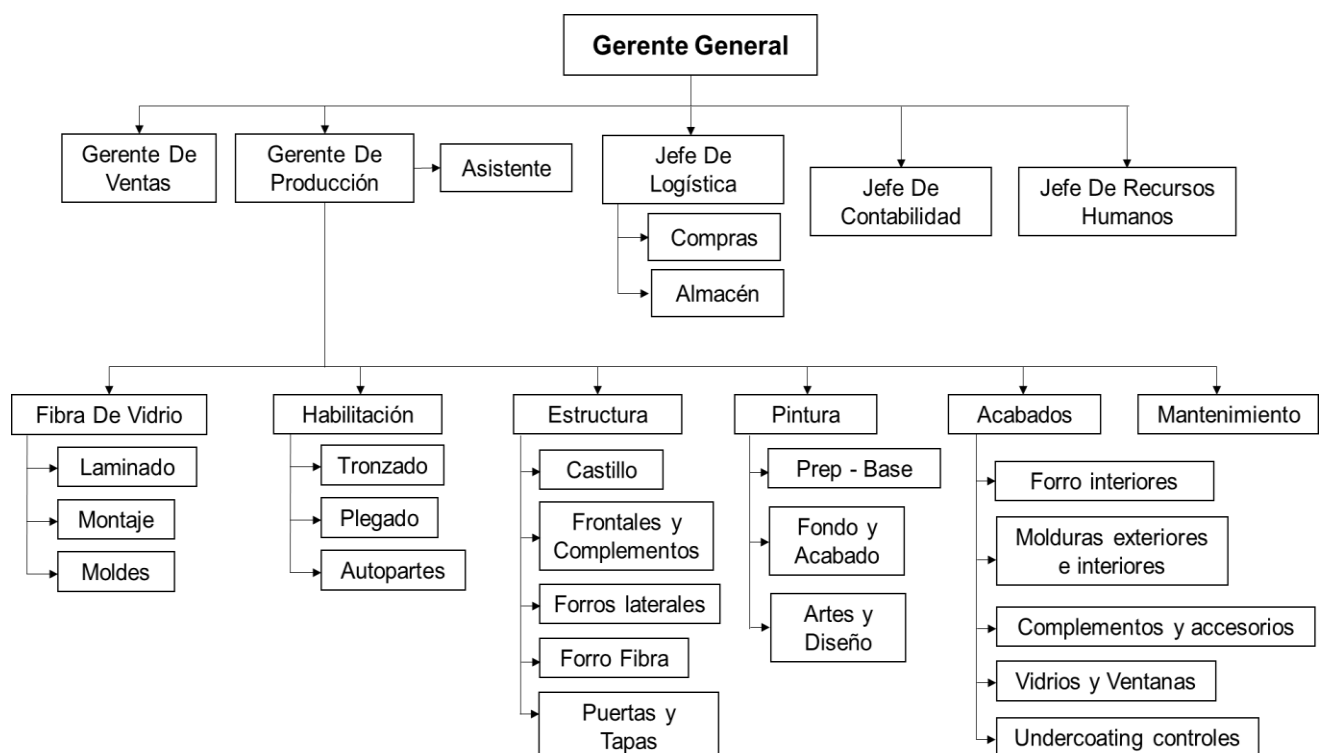 Gerente General
Gerente De
Ventas
Gerente De
Producción
Asistente
Jefe De
Logística
Compras
Almacén
Jefe De
Contabilidad
Jefe De Recursos
Humanos
Fibra De Vidrio
Laminado
Montaje
Moldes
Habilitación
Tronzado
Plegado
Autopartes
Estructura
Castillo
Frontales y
Complementos
Forros laterales
Forro Fibra
Puertas y
Tapas
Pintura
Prep - Base
Fondo y
Acabado
Artes y
Diseño
Acabados
Forro interiores
Molduras exteriores
e interiores
Complementos y accesorios
Vidrios y Ventanas
Undercoating controles
Mantenimiento